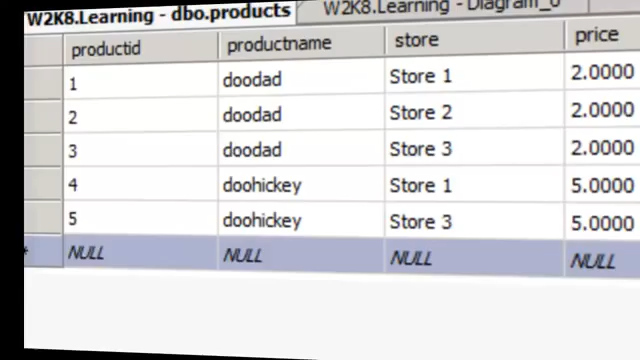 W2K8.Learning - dbo.products W2K8.Learning - Diagram_0
productid productname store price
1 doodad Store 1 2.0000
2 doodad Store 2 2.0000
3 doodad Store 3 2.0000
4 doohickey Store 1 5.0000
5 doohickey Store 3 5.0000
* NULL NULL NULL NULL